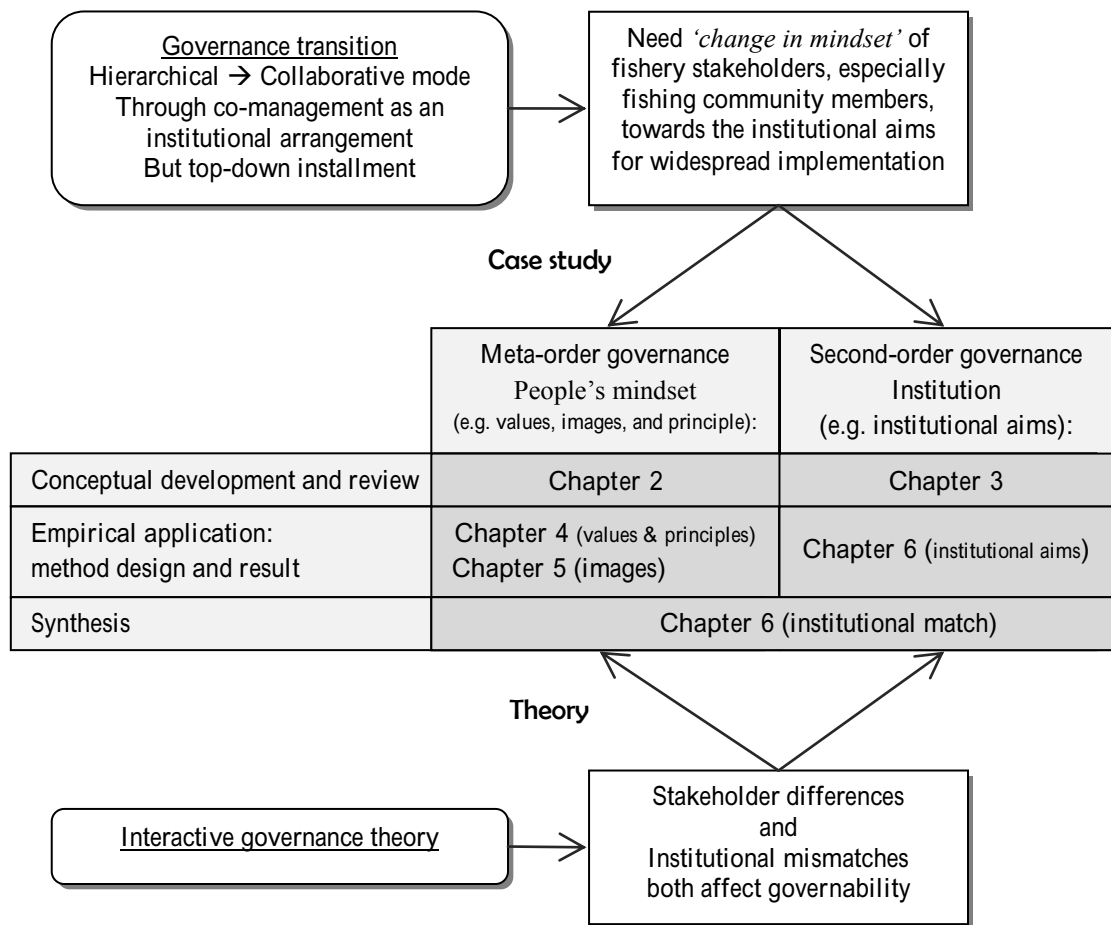 Governance transition
Hierarchical → Collaborative mode
Through co-management as an
institutional arrangement
But top-down installment
Need ‘change in mindset’ of
fishery stakeholders, especially
fishing community members,
towards the institutional aims
for widespread implementation
Case study
Meta-order governance
People’s mindset
(e.g. values, images, and principle):
Second-order governance
Institution
(e.g. institutional aims):
Conceptual development and review
Chapter 2
Chapter 3
Empirical application:
method design and result
Chapter 4 (values & principles)
Chapter 5 (images)
Chapter 6 (institutional aims)
Synthesis
Chapter 6 (institutional match)
Theory
Interactive governance theory
Stakeholder differences
and
Institutional mismatches
both affect governability